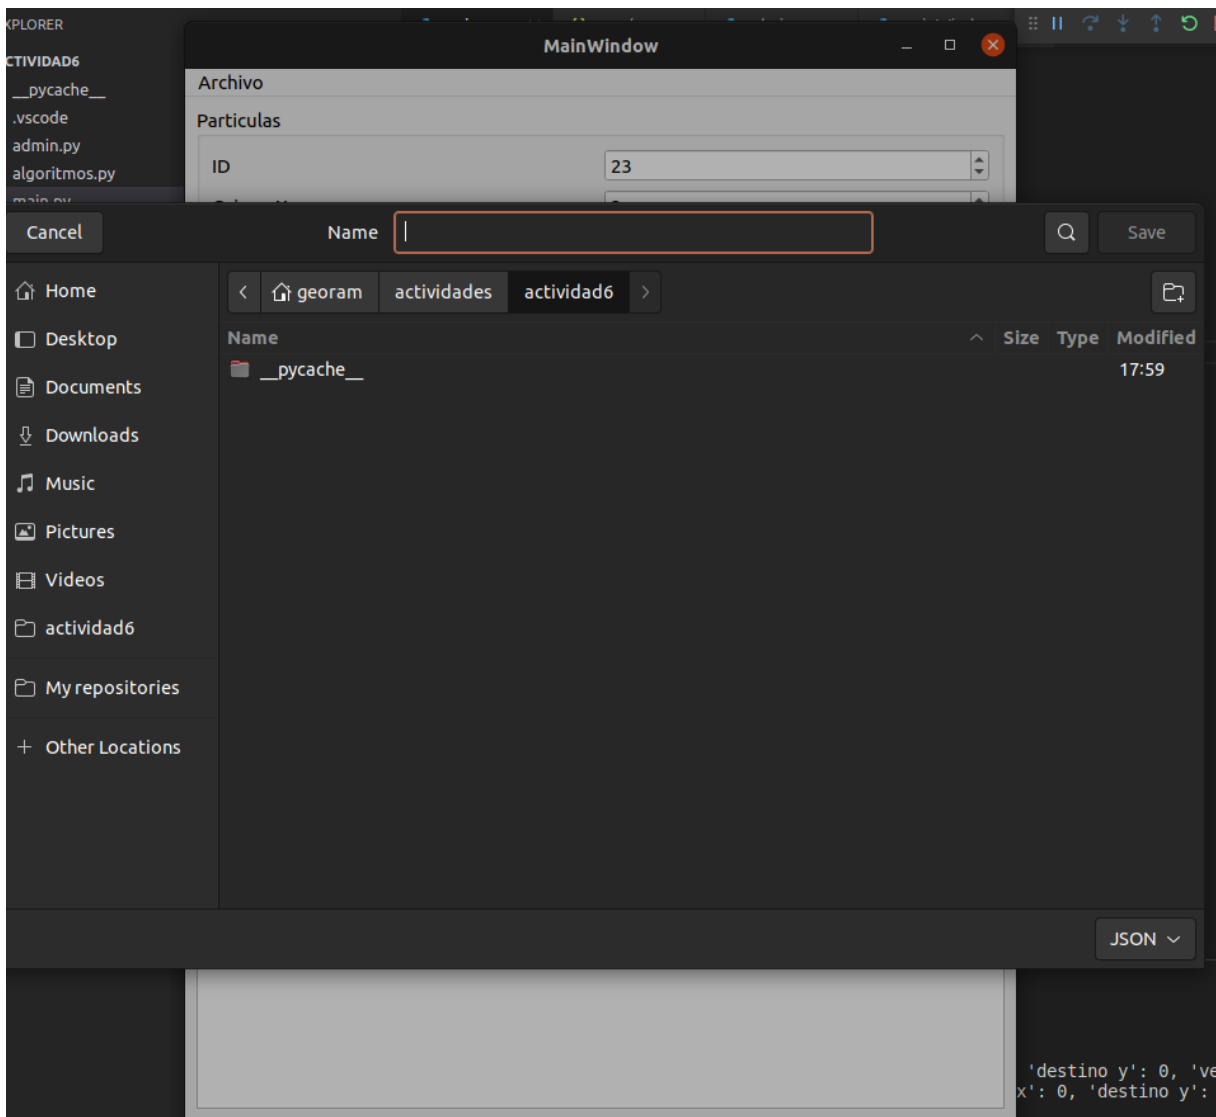 XPLORER
MainWindow
CTIVIDAD6
Archivo
__pycache__
.vscode
Particulas
admin.py
ID 23
algoritmos.py
main.py
Cancel Name Save
Home
georam actividades actividad6
Desktop
Name Size Type Modified
__pycache__ 17:59
Documents
Downloads
Music
Pictures
Videos
actividad6
My repositories
+ Other Locations
JSON
'destino y': 0, 've
x': 0, 'destino y':